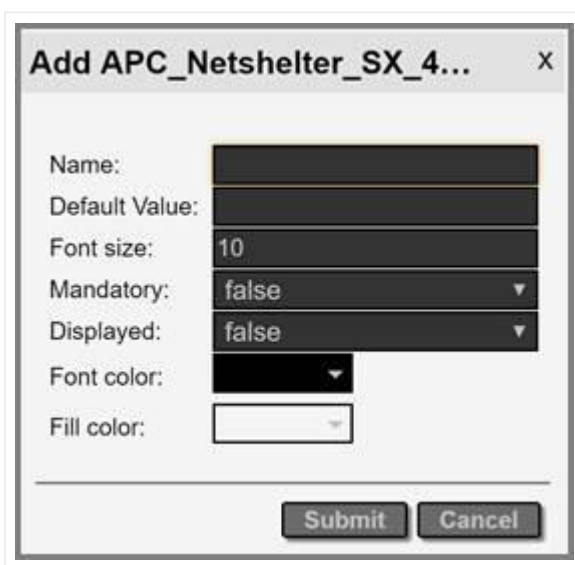 Add APC_Netshelter_SX_4... X
Name:
Default Value:
Font size: 10
Mandatory: false
Displayed: false
Font color:
Fill color:
Submit Cancel